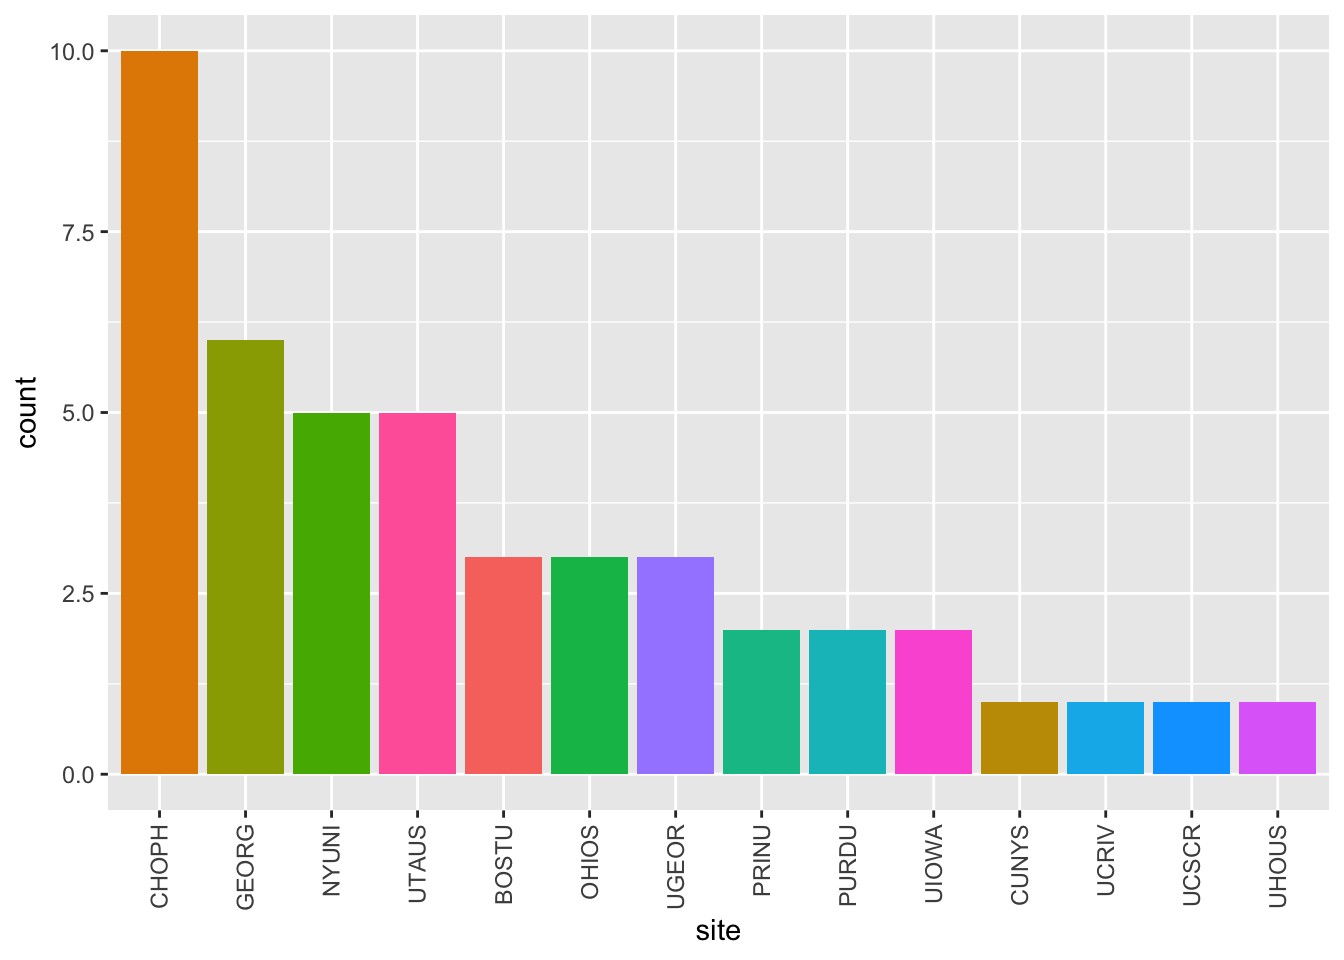 count
10.0
7.5
5.0
2.5
0.0
CHOPH
GEORG
NYUNI
UTAUS
BOSTU
OHIOS
UGEOR
PRINU
PURDU
UIOWA
CUNYS
UCRIV
UCSCR
UHOUS
site